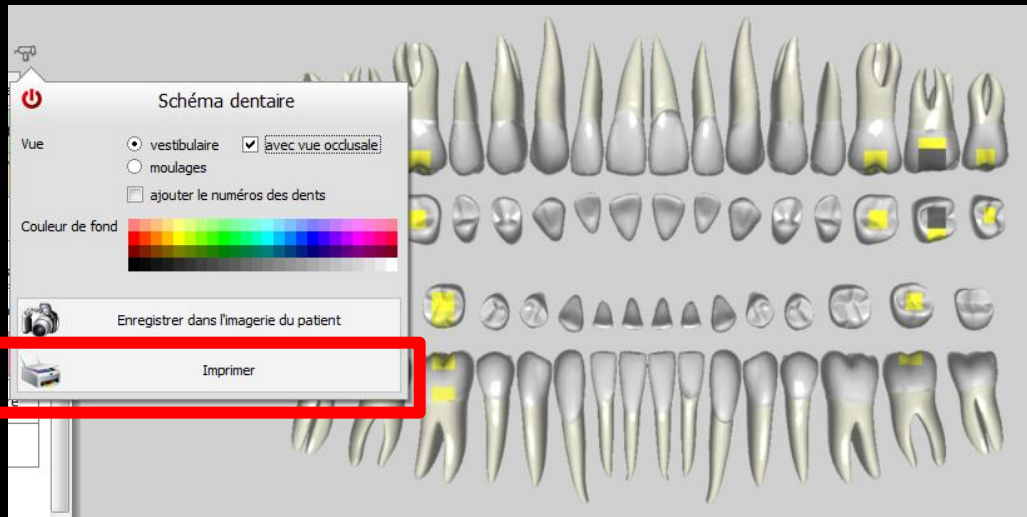 Schéma dentaire
Vue
vestibulaire avec vue occlusale
moulages
ajouter le numéros des dents
Couleur de fond
Enregistrer dans l'imagerie du patient
Imprimer